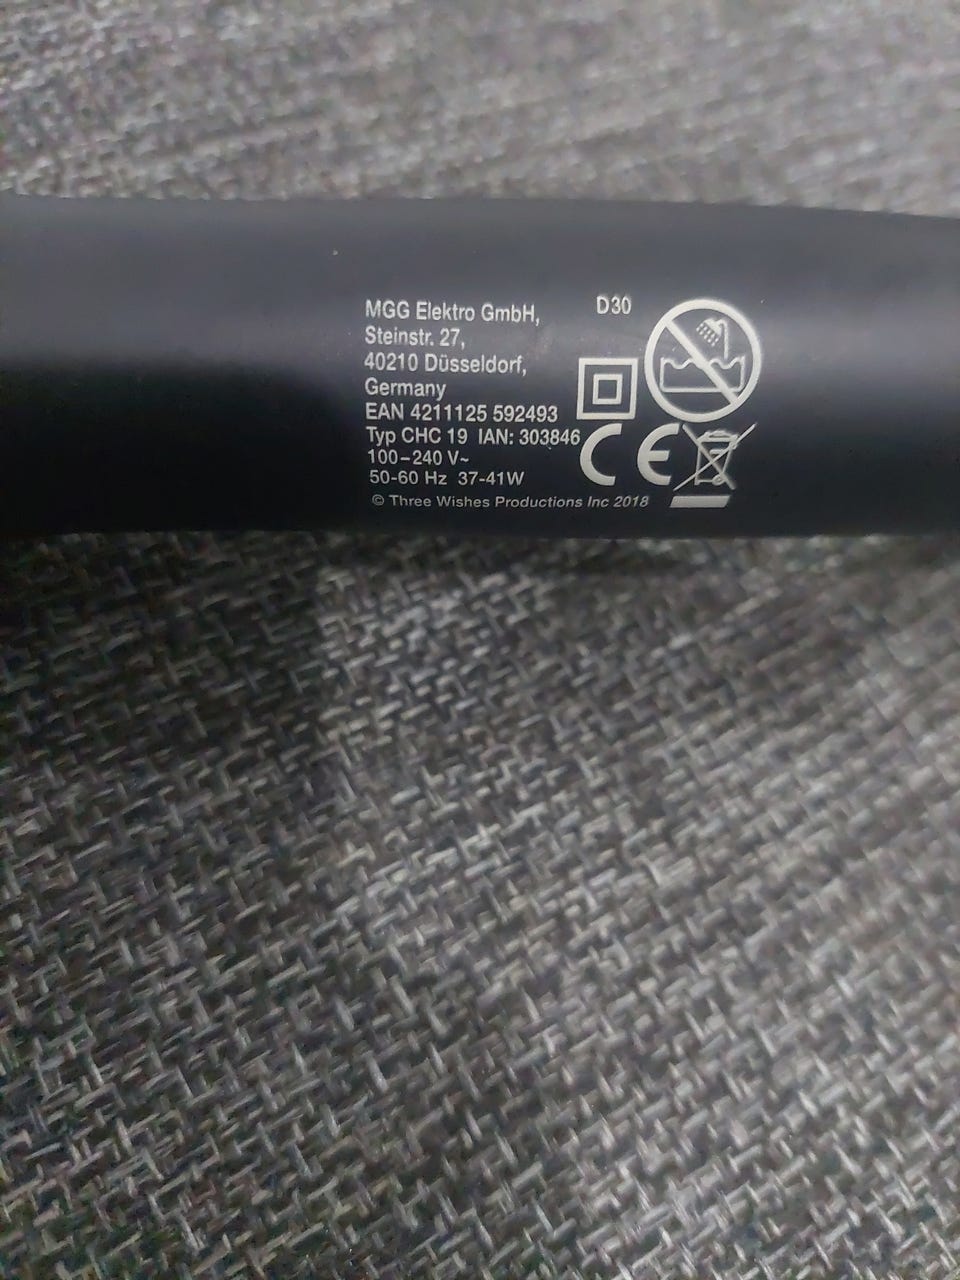 MGG Elektro GmbH,
Steinstr. 27,
40210 Düsseldorf,
Germany
EAN 4211125 592493
Typ CHC 19 IAN: 303846
100-240 V~
50-60 Hz 37-41W
© Three Wishes Productions Inc 2018
D30
CE